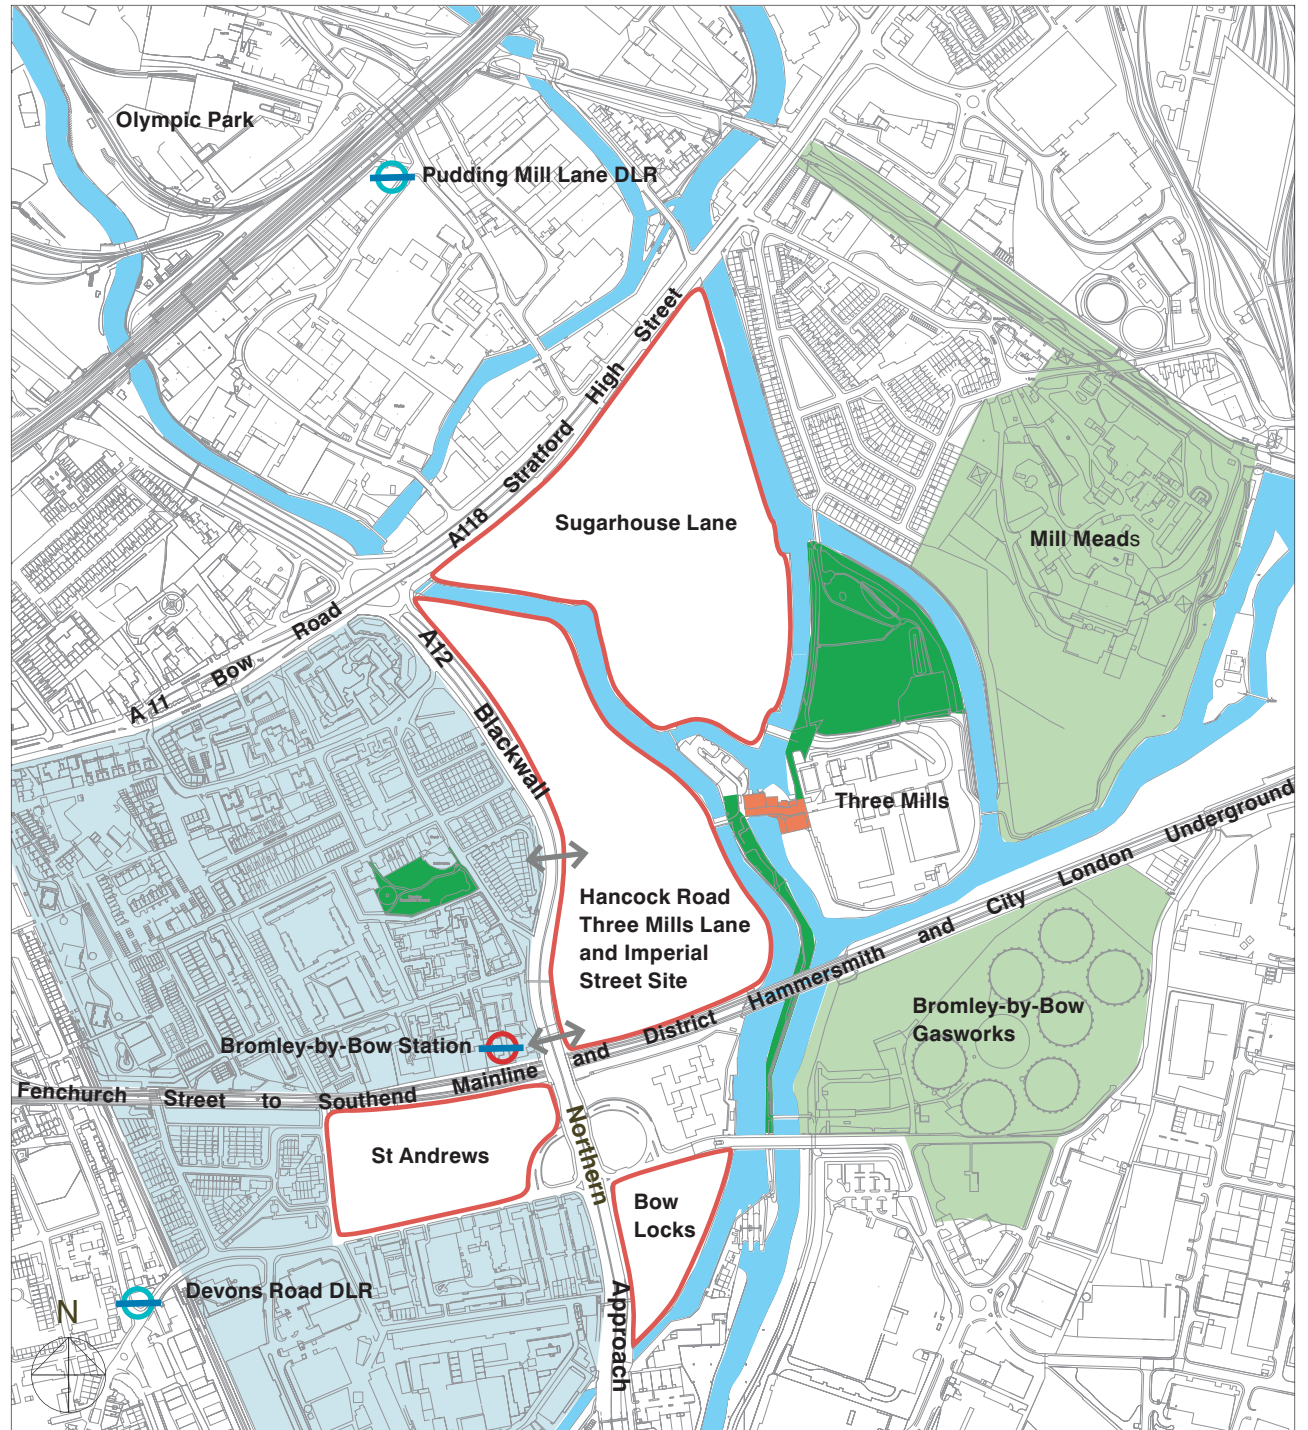 Olympic Park
Pudding Mill Lane DLR
A118 Stratford High Street
Sugarhouse Lane
Mill Meads
A 11 Bow Road
A12 Blackwall Northern Approach
Three Mills
Hancock Road
Three Mills Lane
and Imperial
Street Site
District Hammersmith and City London Underground
Bromley-by-Bow
Gasworks
Bromley-by-Bow Station
Fenchurch Street to Southend Mainline and
St Andrews
Bow
Locks
Devons Road DLR
N